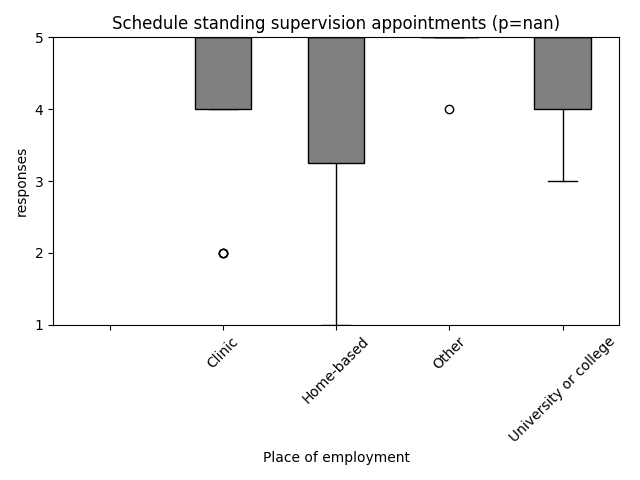 Schedule standing supervision appointments (p=nan)
5
4
3
2
1
responses
Clinic
Home-based
Other
University or college
Place of employment